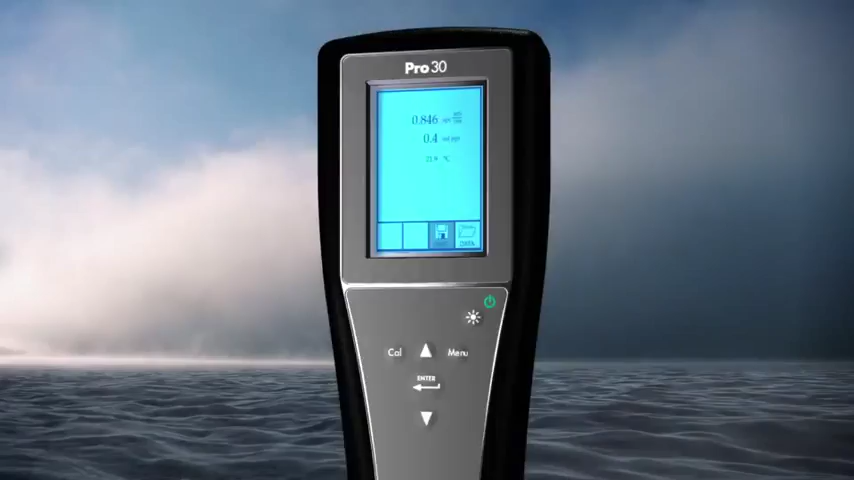 Pro30
0.846
0.4
°C
DATA
Cal
Menu
ENTER